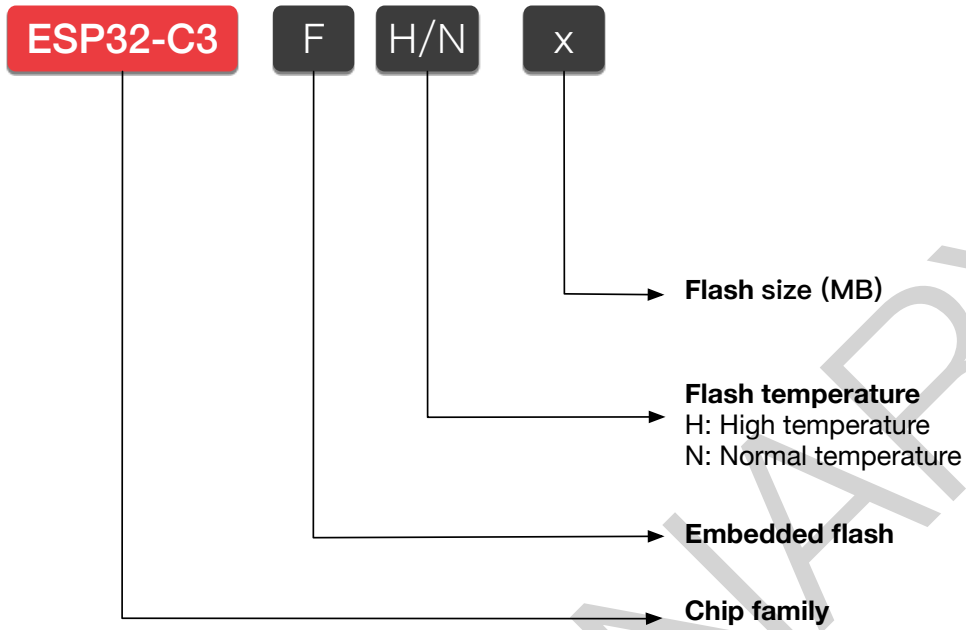 ESP32-C3 F H/N x
Flash size (MB)
Flash temperature
H: High temperature
N: Normal temperature
Embedded flash
Chip family